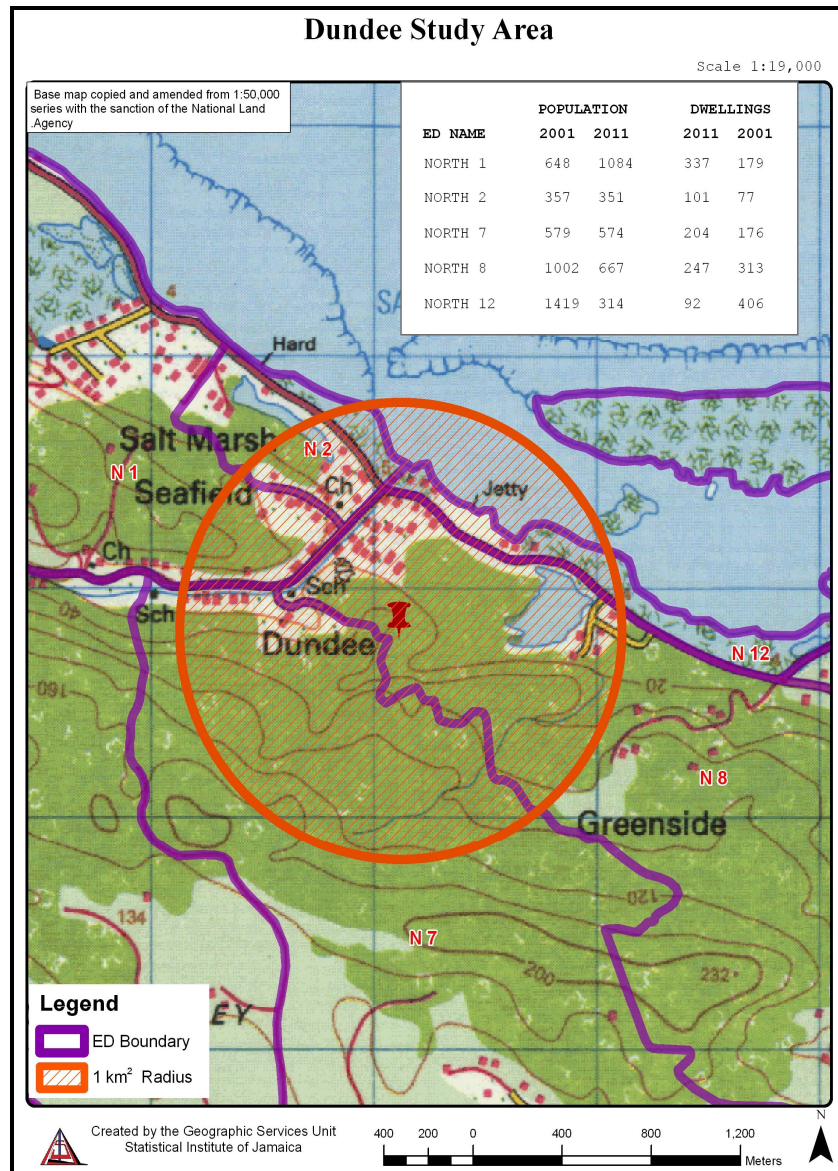 Dundee Study Area
Scale 1:19,000
Base map copied and amended from 1:50,000
series with the sanction of the National Land
.Agency
POPULATION DWELLINGS
ED NAME 2001 2011 2011 2001
NORTH 1 648 1084 337 179
NORTH 2 357 351 101 77
NORTH 7 579 574 204 176
NORTH 8 1002 667 247 313
NORTH 12 1419 314 92 406
SA
4
Hard
Salt Marsh
N 2
N 1
Seafield
Ch
5
Jetty
Ch
Sch
Sch
40
Dundee
N 12
160
20
N 8
Greenside
120
134
N 7
200
232
EY
Legend
ED Boundary
1 km² Radius
Created by the Geographic Services Unit
Statistical Institute of Jamaica
400 200 0 400 800 1,200
Meters
N